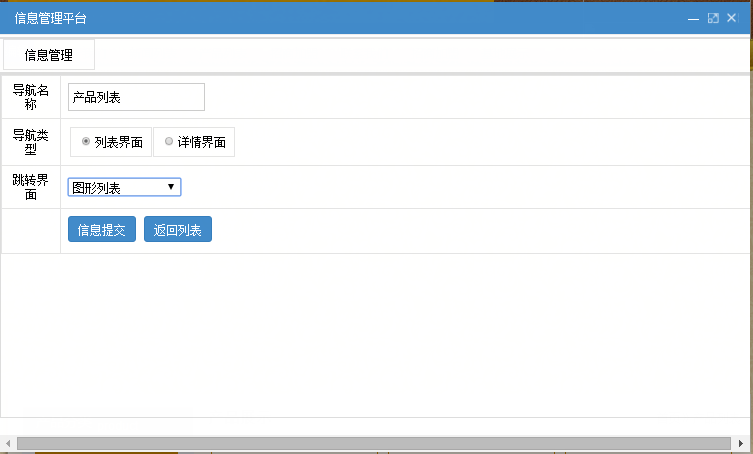 信息管理平台
信息管理
导航名
称
产品列表
导航类
型
列表界面
详情界面
跳转界
面
图形列表
信息提交
返回列表